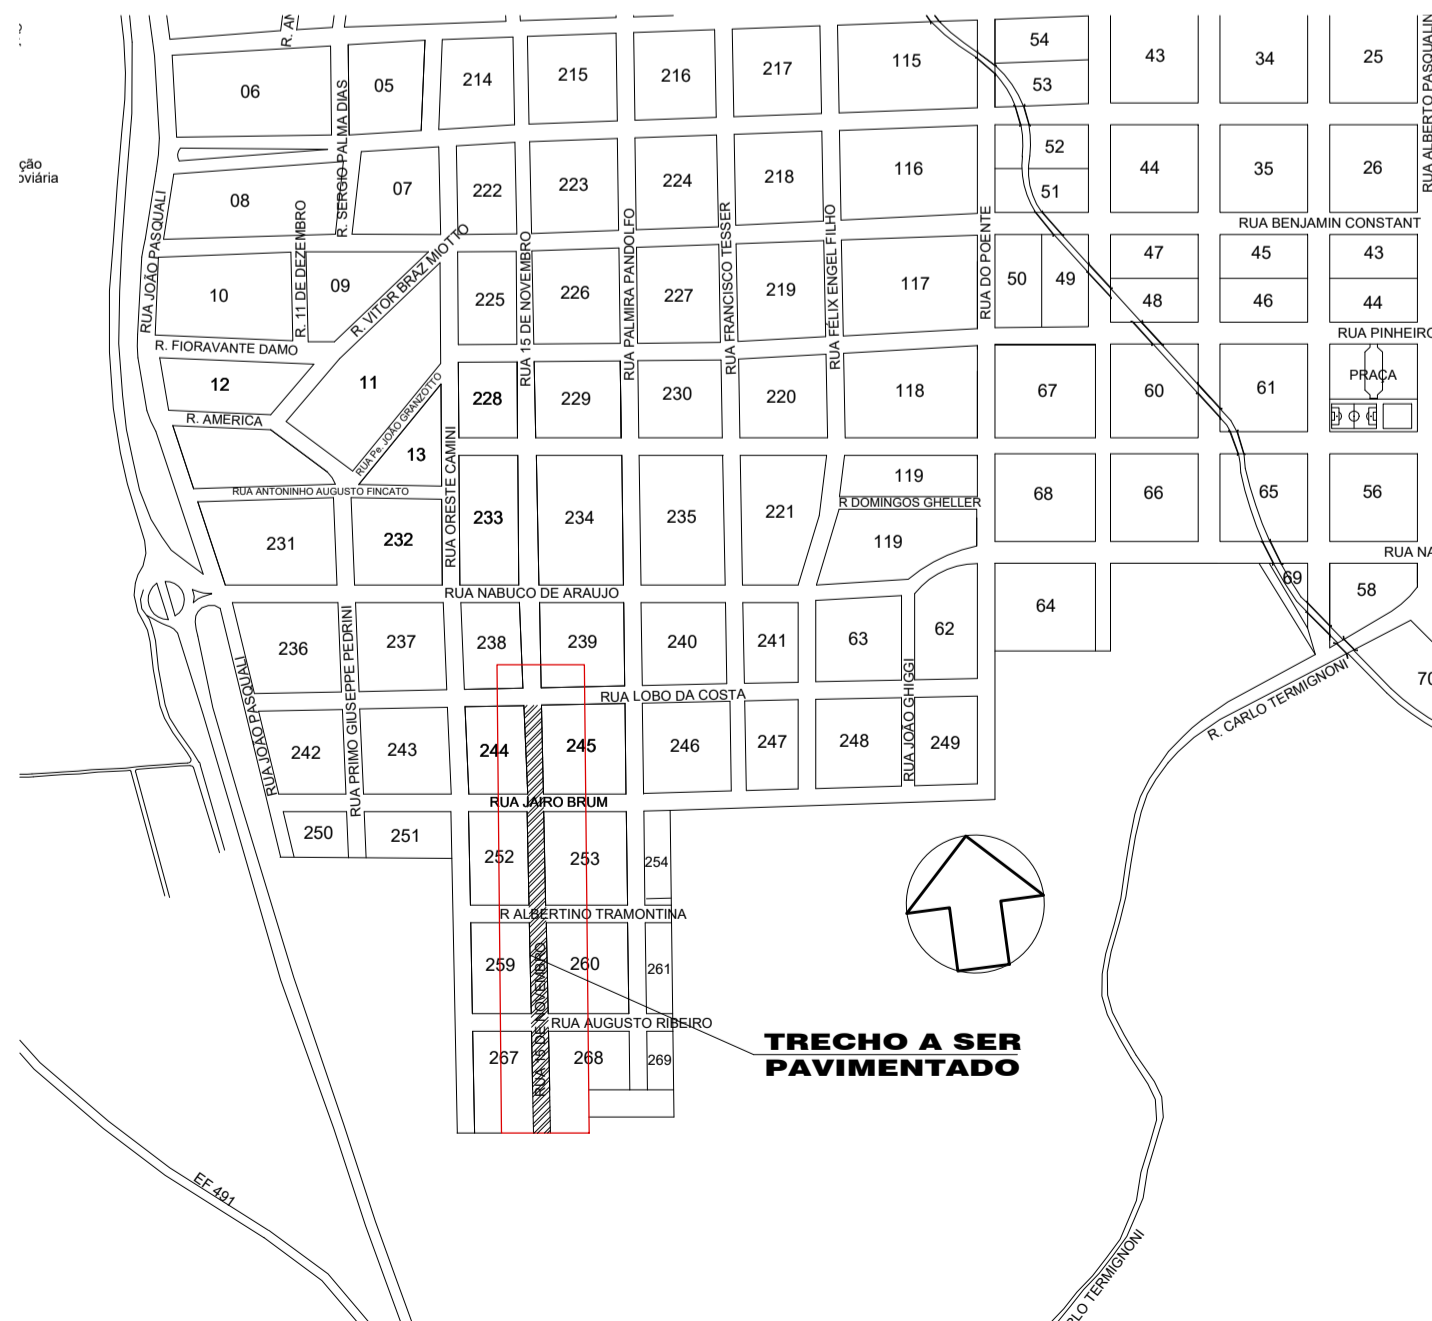 54
43
34
25
115
217
216
215
214
05
06
53
RUA ALBERTO PASQUALIN
R. SERGIO PALMA DIAS
ção
oviária
52
44
35
26
116
218
224
223
222
07
08
51
RUA JOÃO PASQUALI
R. 11 DE DEZEMBRO
R. VITOR BRAZ MIOTTO
RUA 15 DE NOVEMBRO
RUA PALMIRA PANDOLFO
RUA FRANCISCO TESSER
RUA FÉLIX ENGEL FILHO
RUA DO POENTE
RUA BENJAMIN CONSTANT
47
45
43
50
49
117
219
227
226
225
09
10
48
46
44
RUA PINHEIRO
R. FIORAVANTE DAMO
12
11
228
229
230
220
118
67
60
61
PRAÇA
R. AMERICA
RUA Pe. JOÃO GRANZOTTO
13
RUA ORESTE CAMINI
119
R DOMINGOS GHELLER
RUA ANTONINHO AUGUSTO FINCATO
231
232
233
234
235
221
119
68
66
65
56
RUA NA
RUA NABUCO DE ARAUJO
69
58
64
236
237
238
239
240
241
63
62
RUA JOÃO PASQUALI
RUA PRIMO GIUSEPPE PEDRINI
RUA JOÃO GHIGGI
R. CARLO TERMIGNONI
70
RUA LOBO DA COSTA
242
243
244
245
246
247
248
249
RUA JAIRO BRUM
250
251
252
253
254
R ALBERTINO TRAMONTINA
259
260
261
RUA 15 DE NOVEMBRO
RUA AUGUSTO RIBEIRO
267
268
269
TRECHO A SER
PAVIMENTADO
EF 491
RLO TERMIGNONI